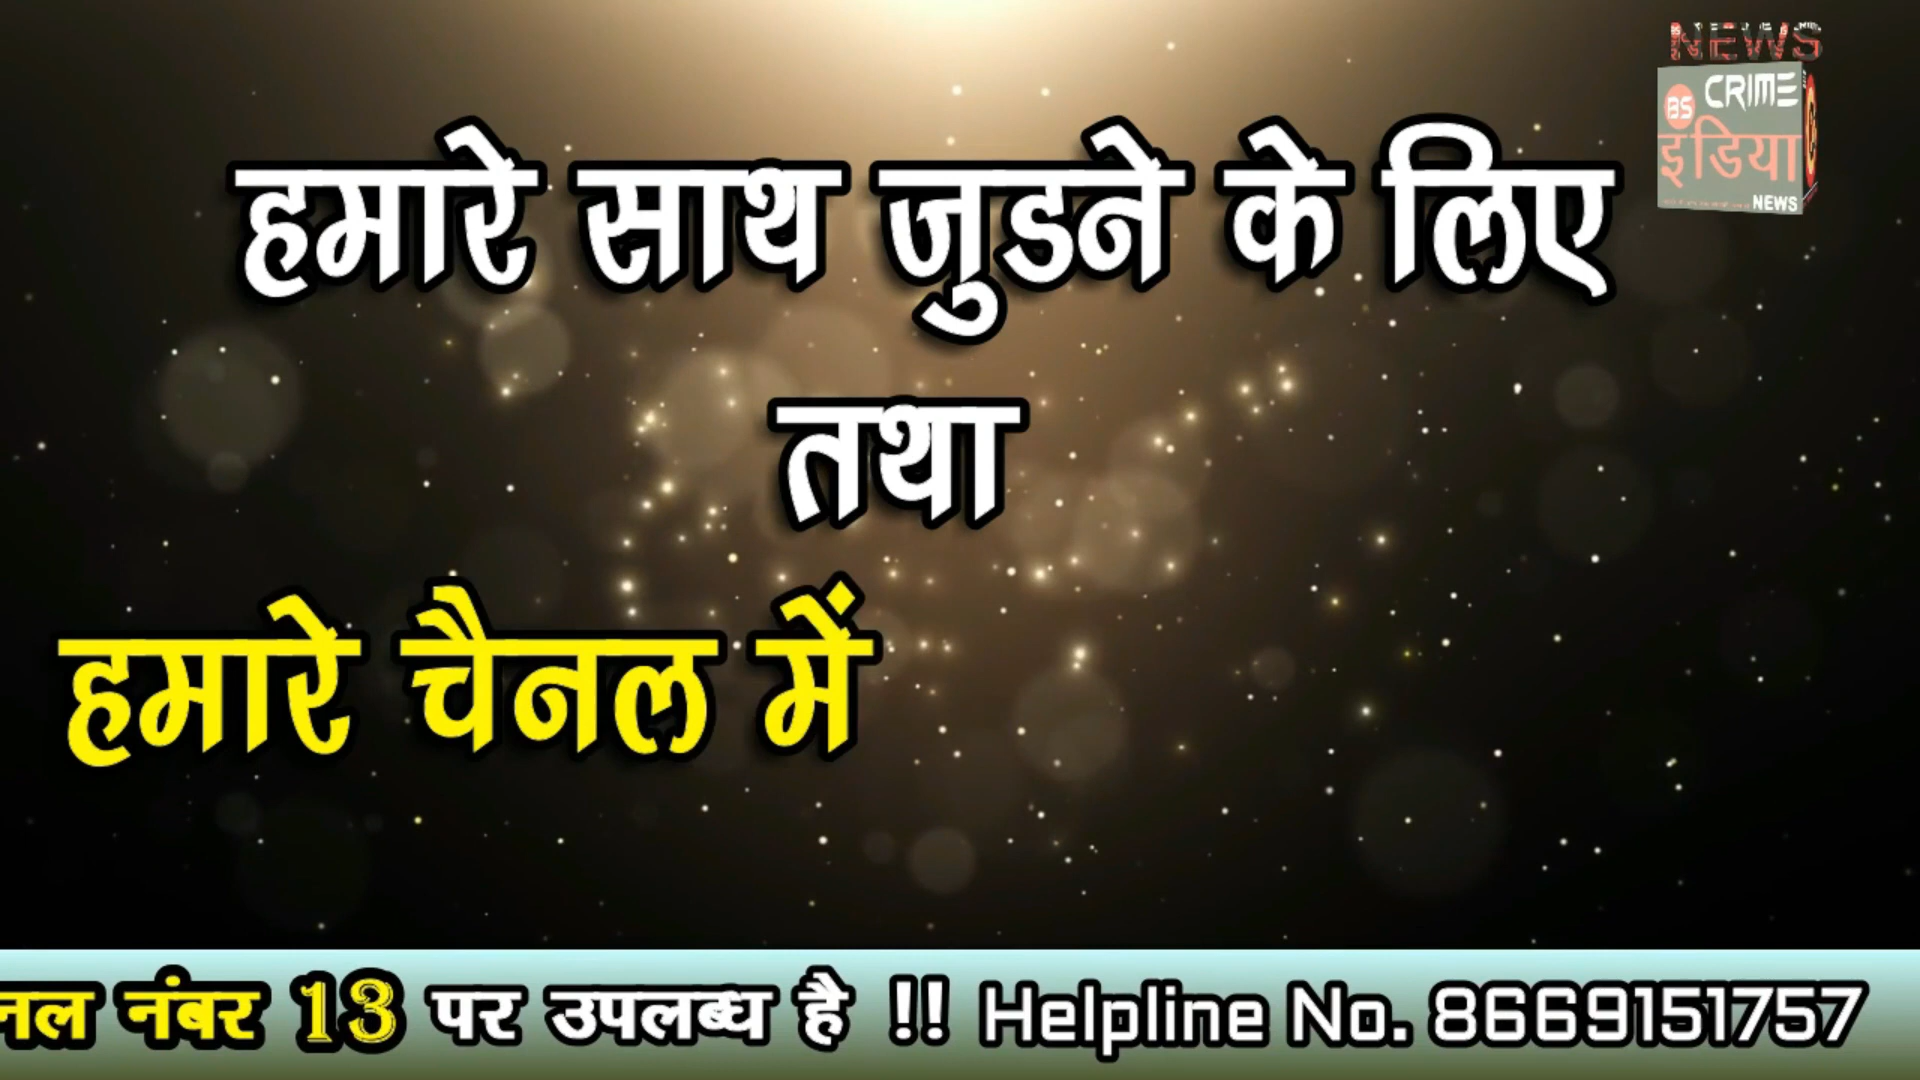 NEWS
BS CRIME
इंडिया
NEWS
हमारे साथ जुडने के लिए
तथा
हमारे चैनल में
नल नंबर 13 पर उपलब्ध है !! Helpline No. 8669151757